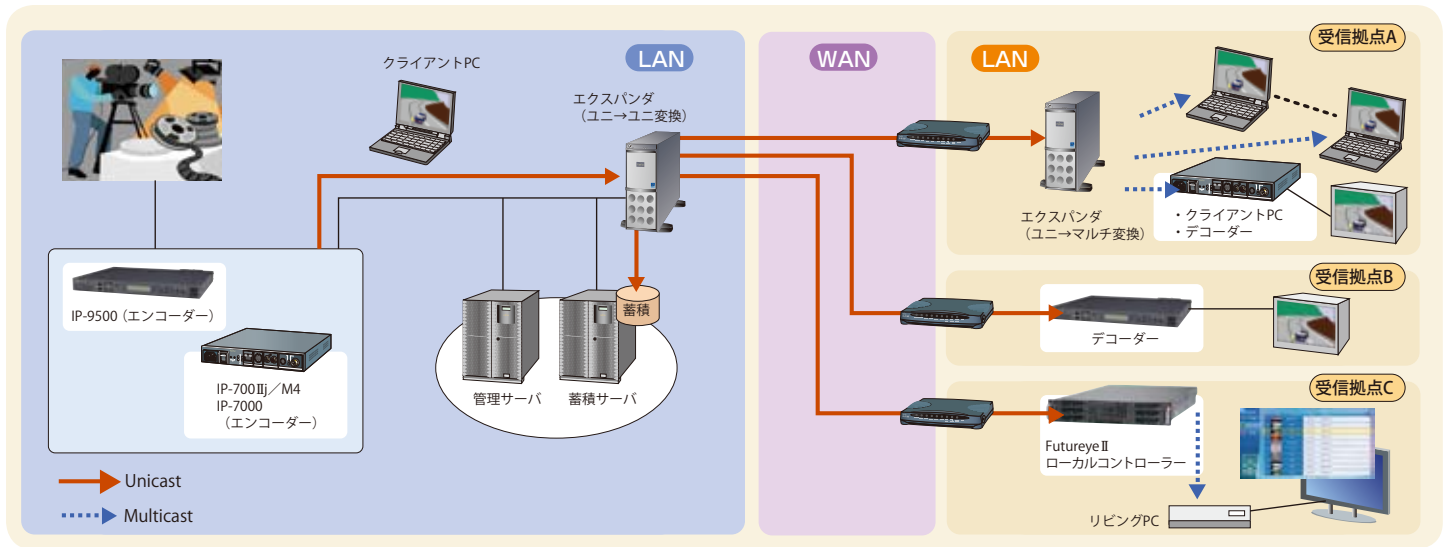 LAN
クライアントPC
エクスパンダ
（ユニ→ユニ変換）
IP-9500（エンコーダー）
IP-700Ⅱj／M4
IP-7000
（エンコーダー）
蓄積
管理サーバ
蓄積サーバ
Unicast
Multicast
WAN
LAN
受信拠点A
エクスパンダ
（ユニ→マルチ変換）
・クライアントPC
・デコーダー
受信拠点B
デコーダー
受信拠点C
FutureyeⅡ
ローカルコントローラー
リビングPC